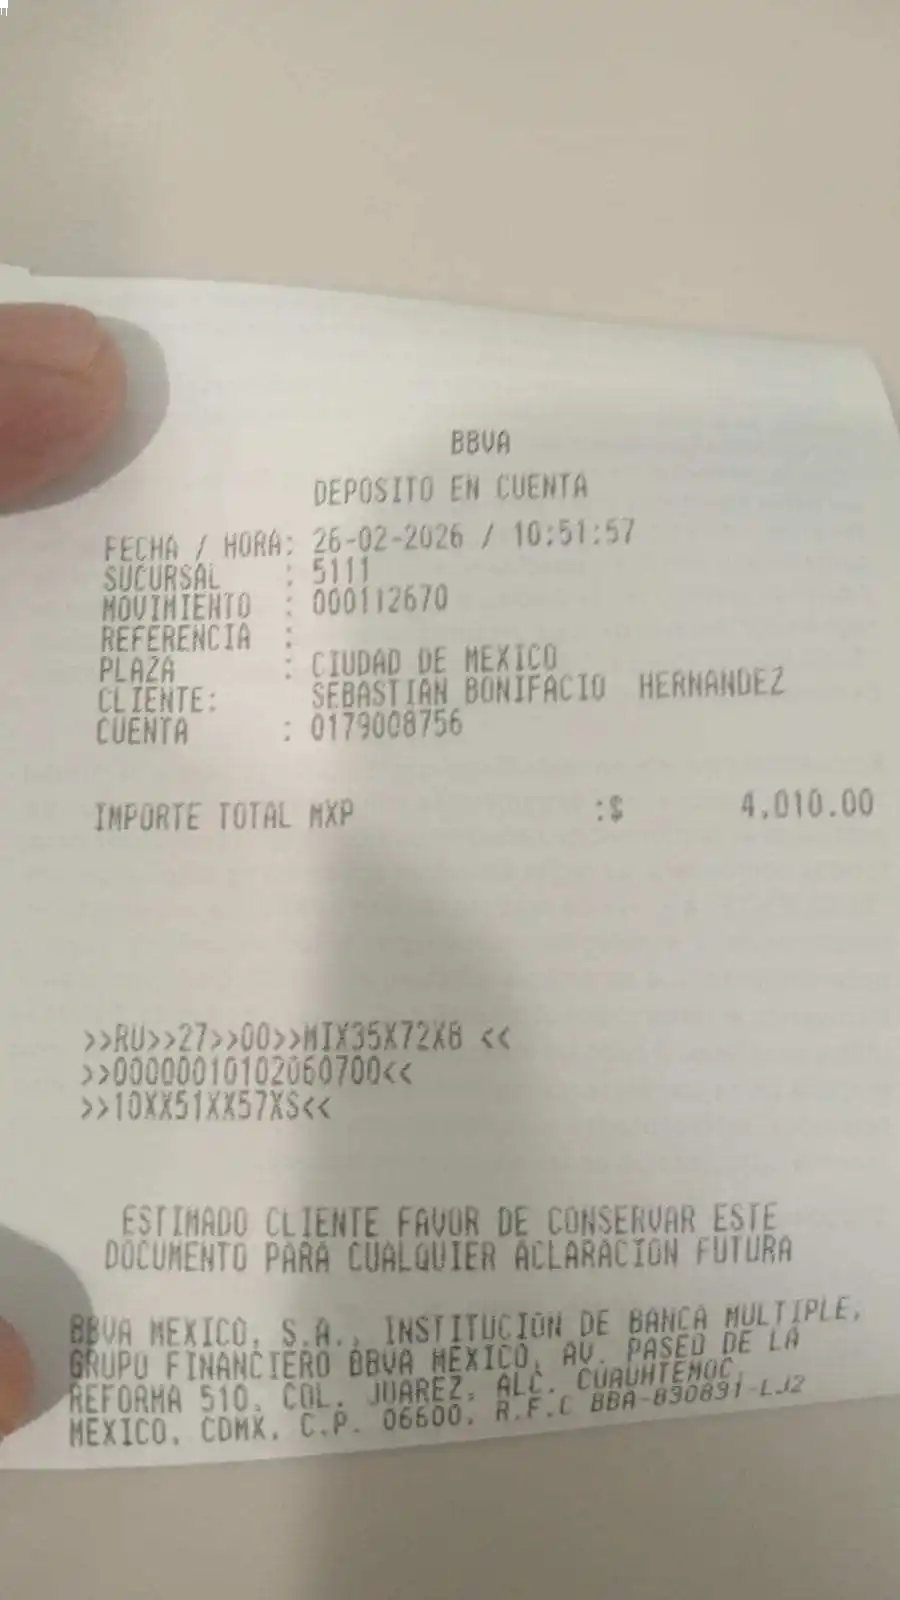 BBVA
DEPOSITO EN CUENTA
FECHA / HORA: 26-02-2026 / 10:51:57
SUCURSAL : 5111
MOVIMIENTO : 000112670
REFERENCIA :
PLAZA : CIUDAD DE MEXICO
CLIENTE: SEBASTIAN BONIFACIO HERNANDEZ
CUENTA : 0179008756
IMPORTE TOTAL MXP :$ 4,010.00
>>RU>>27>>00>>MIX35X72X8 <<
>>00000010102060700<<
>>10XX51XX57XS<<
ESTIMADO CLIENTE FAVOR DE CONSERVAR ESTE
DOCUMENTO PARA CUALQUIER ACLARACION FUTURA
BBVA MEXICO, S.A., INSTITUCION DE BANCA MULTIPLE,
GRUPO FINANCIERO BBVA MEXICO, AV. PASEO DE LA
REFORMA 510, COL. JUAREZ, ALC. CUAUHTEMOC,
MEXICO, CDMX, C.P. 06600, R.F.C BBA-830831-LJ2